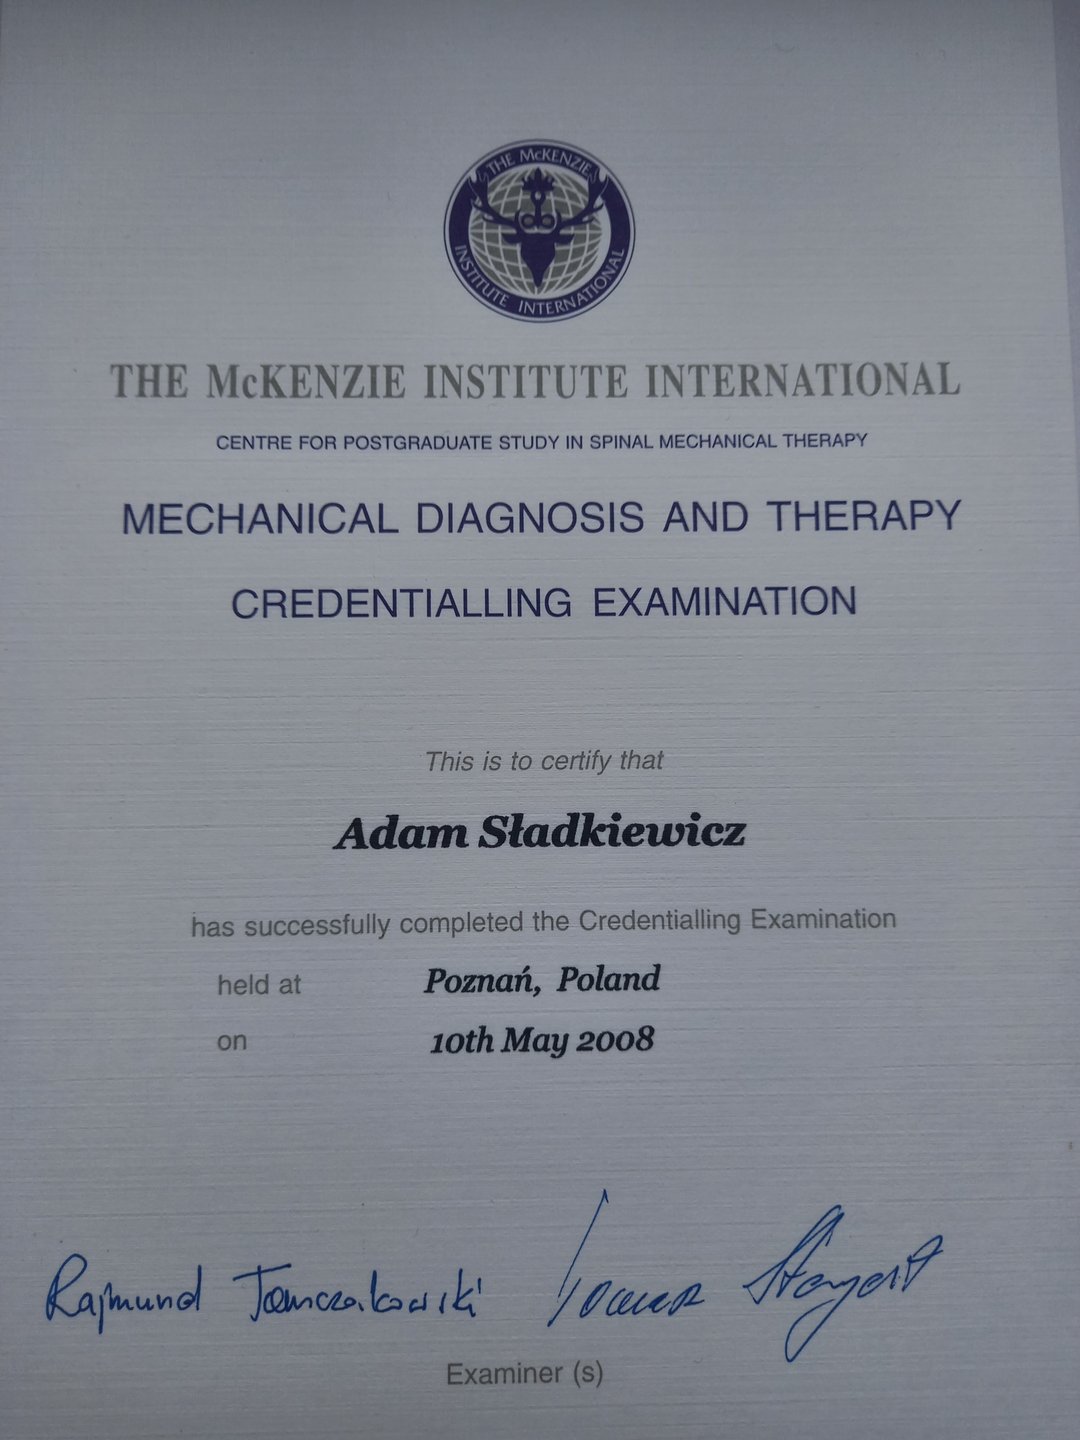 THE McKENZIE
INSTITUTE INTERNATIONAL
THE McKENZIE INSTITUTE INTERNATIONAL
CENTRE FOR POSTGRADUATE STUDY IN SPINAL MECHANICAL THERAPY
MECHANICAL DIAGNOSIS AND THERAPY
CREDENTIALLING EXAMINATION
This is to certify that
Adam Sładkiewicz
has successfully completed the Credentialling Examination
held at Poznań, Poland
on 10th May 2008
Rajmund
Examiner (s)